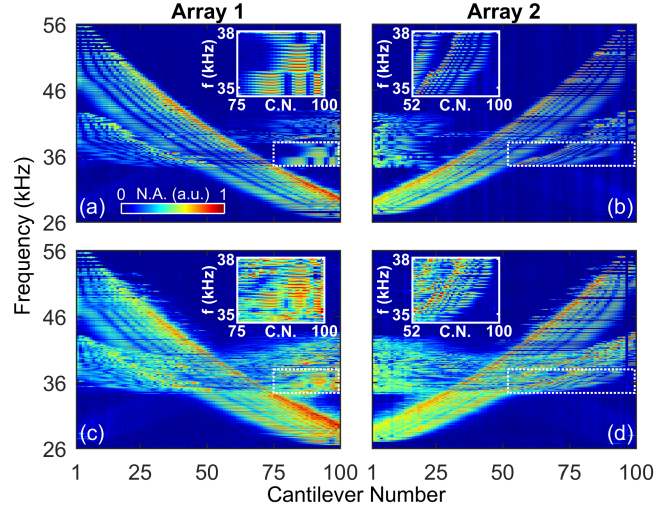 Array 1
Array 2
56
46
36
26
38
35
f (kHz)
75 C.N. 100
38
35
f (kHz)
52 C.N. 100
0 N.A. (a.u.) 1
(a)
(b)
Frequency (kHz)
56
46
36
26
38
35
f (kHz)
75 C.N. 100
38
35
f (kHz)
52 C.N. 100
(c)
(d)
1 25 50 75 100
1 25 50 75 100
Cantilever Number